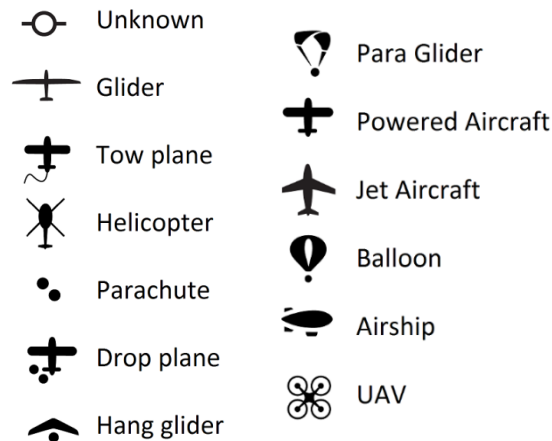 Unknown
Glider
Tow plane
Helicopter
Parachute
Drop plane
Hang glider
Para Glider
Powered Aircraft
Jet Aircraft
Balloon
Airship
UAV